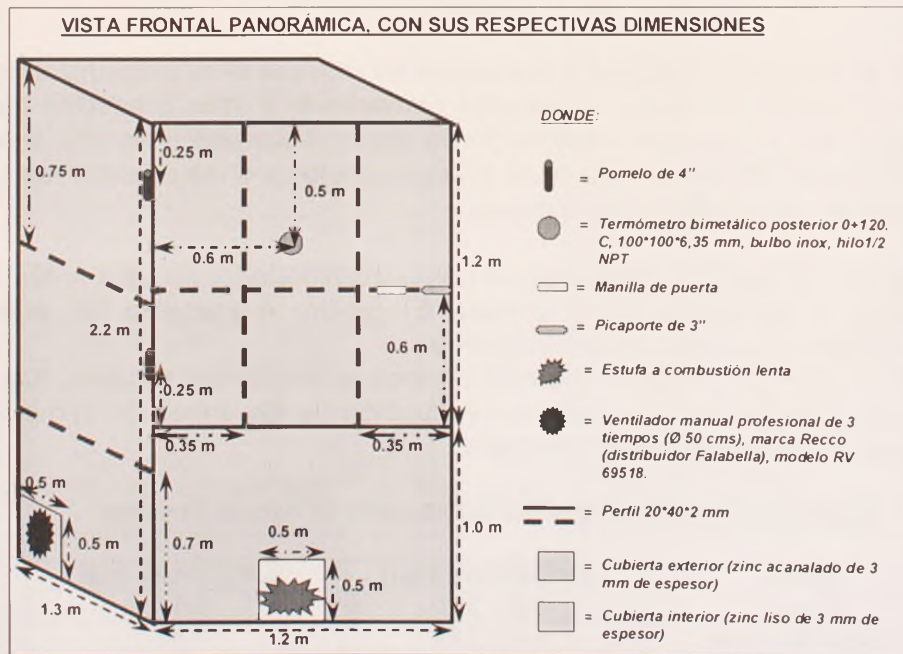 VISTA FRONTAL PANORÁMICA, CON SUS RESPECTIVAS DIMENSIONES
0.75 m
0.25 m
0.5 m
0.6 m
1.2 m
2.2 m
0.6 m
0.25 m
0.35 m
0.35 m
0.5 m
0.5 m
0.7 m
0.5 m
0.5 m
1.0 m
1.3 m
1.2 m
DONDE:
= Pomelo de 4"
= Termómetro bimetálico posterior 0+120.
C, 100*100*6,35 mm, bulbo inox, hilo1/2
NPT
= Manilla de puerta
= Picaporte de 3"
= Estufa a combustión lenta
= Ventilador manual profesional de 3
tiempos (Ø 50 cms), marca Recco
(distribuidor Falabella), modelo RV
69518.
= Perfil 20*40*2 mm
= Cubierta exterior (zinc acanalado de 3
mm de espesor)
= Cubierta interior (zinc liso de 3 mm de
espesor)